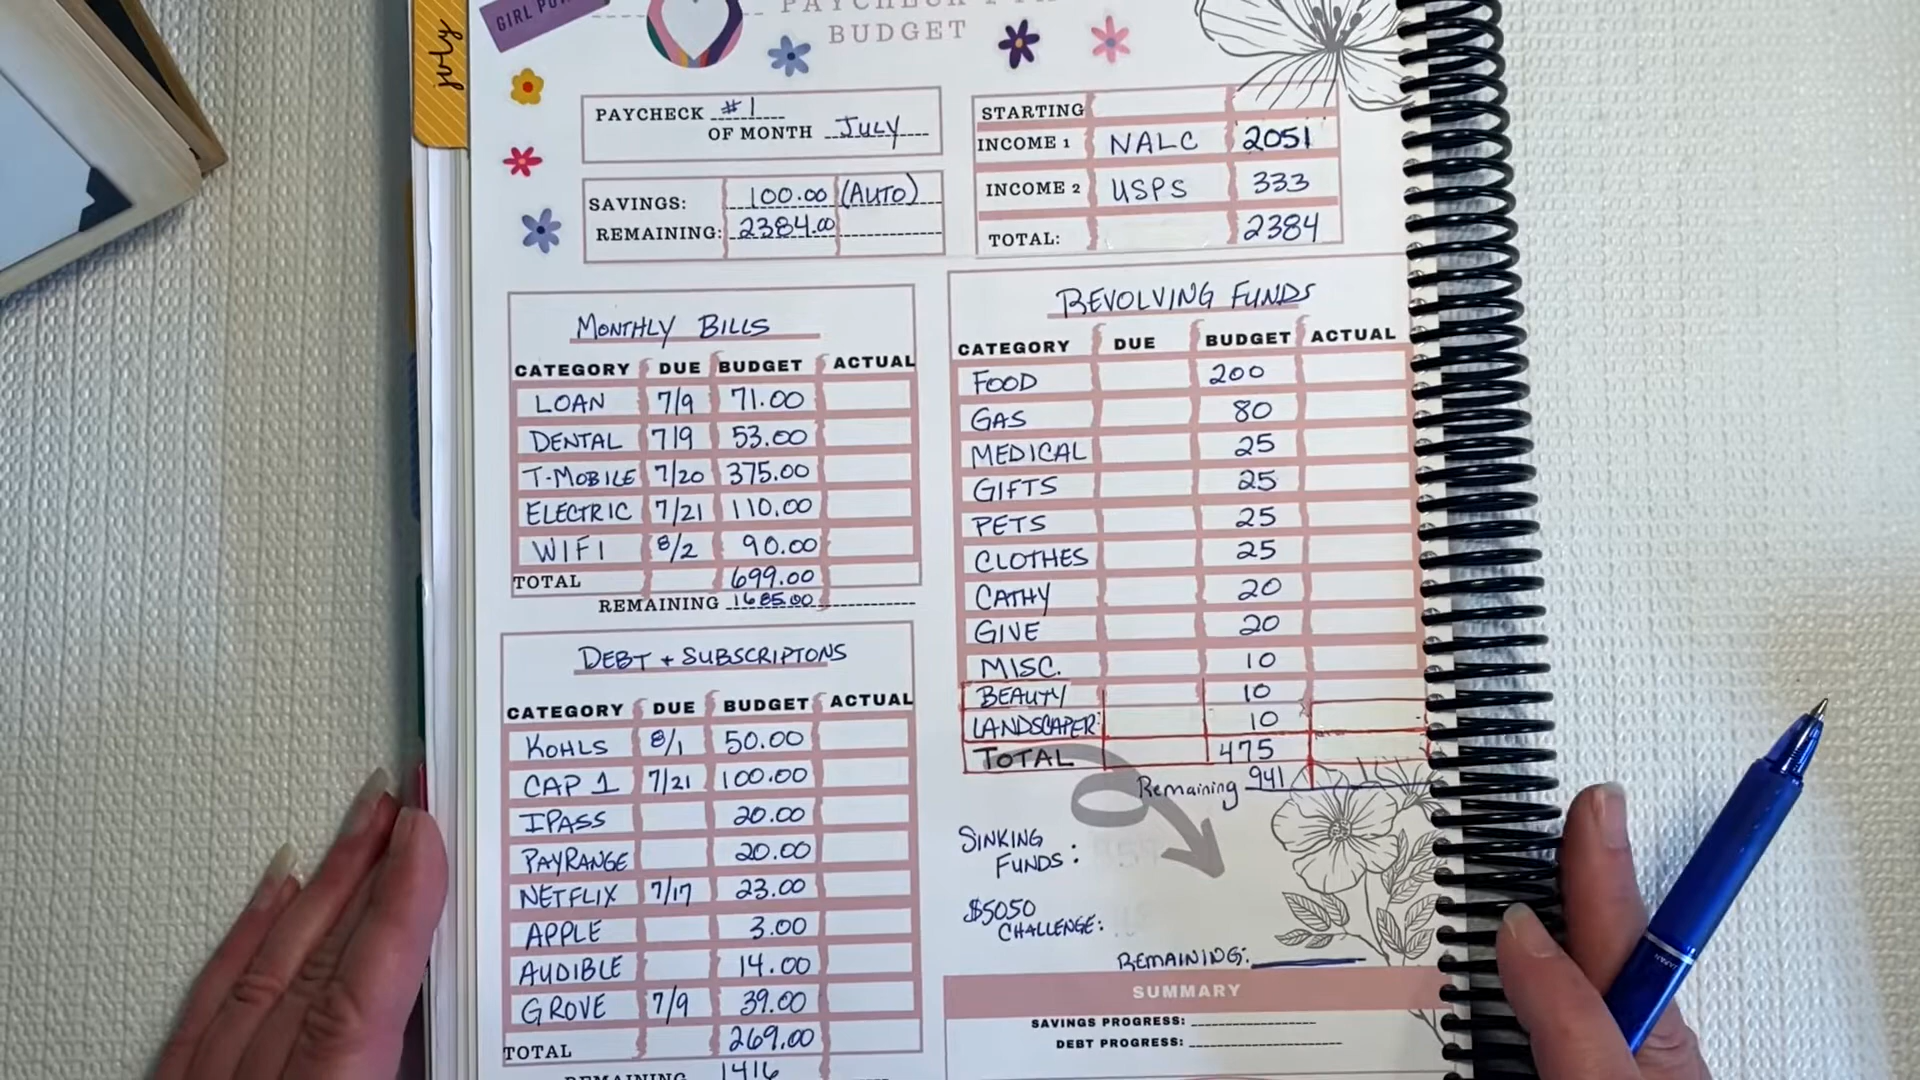 july
GIRL
BUDGET
PAYCHECK #1
OF MONTH JULY
SAVINGS: 100.00 (AUTO)
REMAINING: 2384.00
STARTING
INCOME 1 NALC 2051
INCOME 2 USPS 333
TOTAL: 2384
MONTHLY BILLS
CATEGORY DUE BUDGET ACTUAL
LOAN 7/9 71.00
DENTAL 7/9 53.00
T-MOBILE 7/20 375.00
ELECTRIC 7/21 110.00
WIFI 8/2 90.00
TOTAL 699.00
REMAINING 1685.00
DEBT + SUBSCRIPTONS
CATEGORY DUE BUDGET ACTUAL
KOHLS 8/1 50.00
CAP 1 7/21 100.00
IPASS 20.00
PAYRANGE 20.00
NETFLIX 7/17 23.00
APPLE 3.00
AUDIBLE 14.00
GROVE 7/9 39.00
TOTAL 269.00
REMAINING 1416
REVOLVING FUNDS
CATEGORY DUE BUDGET ACTUAL
FOOD 200
GAS 80
MEDICAL 25
GIFTS 25
PETS 25
CLOTHES 25
CATHY 20
GIVE 20
MISC. 10
BEAUTY 10
LANDSCAPER: 10
TOTAL 475
Remaining 941
SINKING
FUNDS:
$5050
CHALLENGE:
REMAINING:
SUMMARY
SAVINGS PROGRESS:
DEBT PROGRESS:
JAPAN